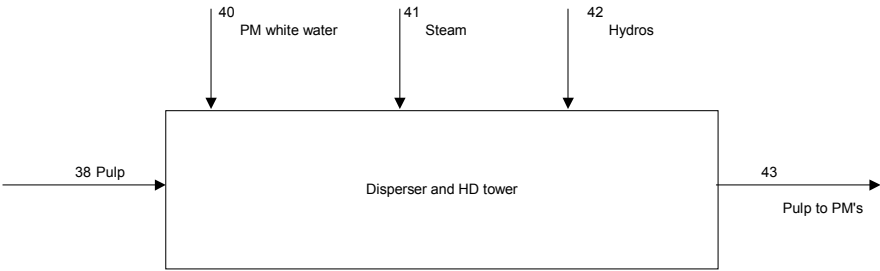 40
PM white water
41
Steam
42
Hydros
38 Pulp
Disperser and HD tower
43
Pulp to PM's